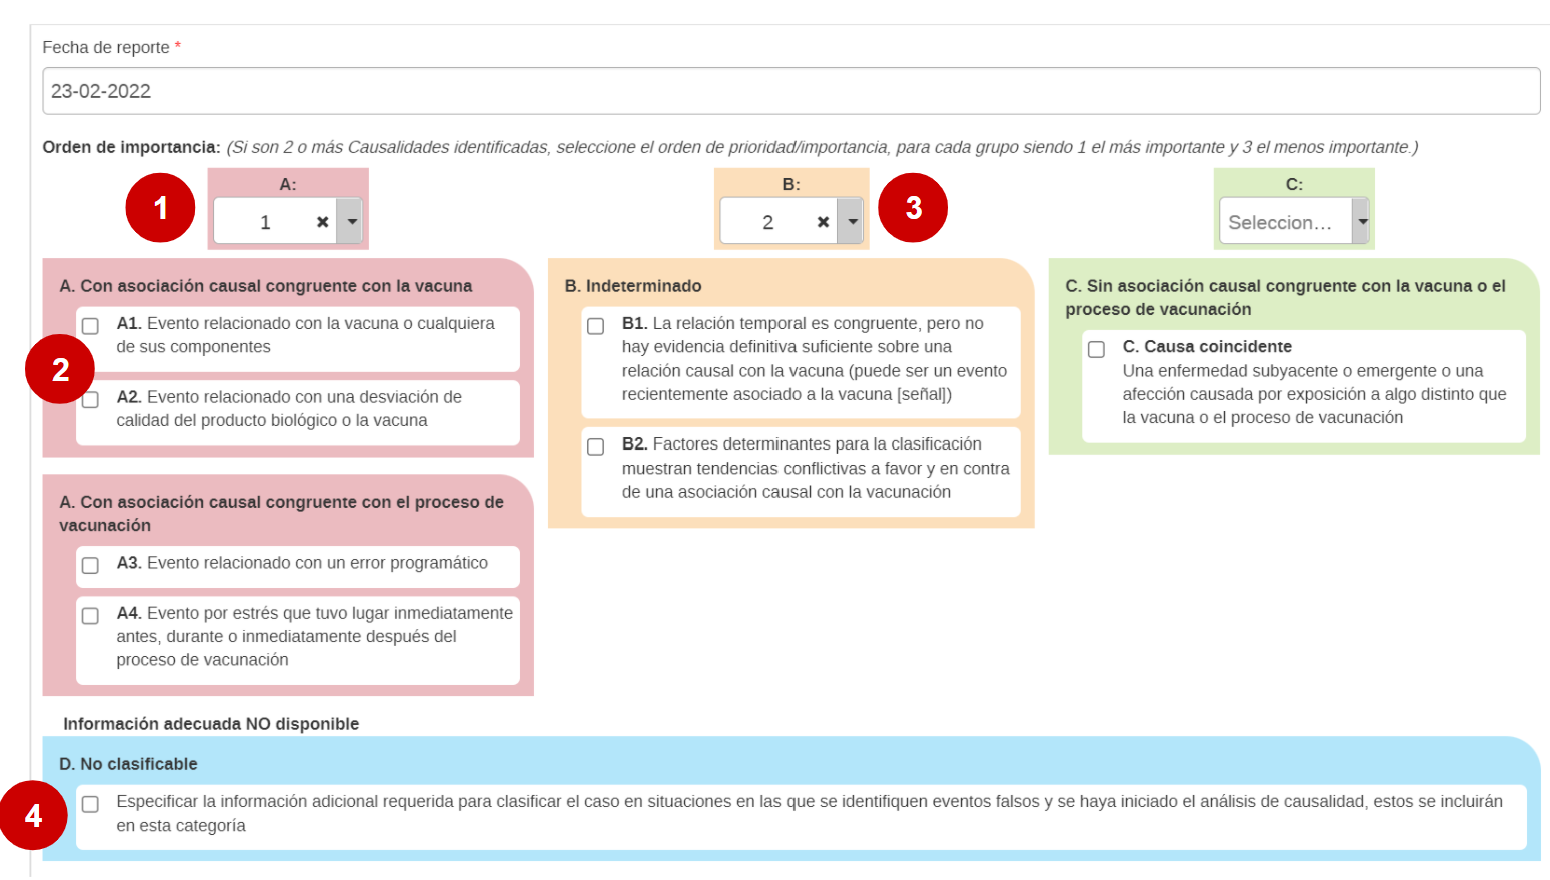 Fecha de reporte *
23-02-2022
Orden de importancia: (Si son 2 o más Causalidades identificadas, seleccione el orden de prioridad/importancia, para cada grupo siendo 1 el más importante y 3 el menos importante.)
1
A:
1
B:
2
3
C:
Seleccion...
A. Con asociación causal congruente con la vacuna
A1. Evento relacionado con la vacuna o cualquiera
de sus componentes
2
A2. Evento relacionado con una desviación de
calidad del producto biológico o la vacuna
A. Con asociación causal congruente con el proceso de
vacunación
A3. Evento relacionado con un error programático
A4. Evento por estrés que tuvo lugar inmediatamente
antes, durante o inmediatamente después del
proceso de vacunación
B. Indeterminado
B1. La relación temporal es congruente, pero no
hay evidencia definitiva suficiente sobre una
relación causal con la vacuna (puede ser un evento
recientemente asociado a la vacuna [señal])
B2. Factores determinantes para la clasificación
muestran tendencias conflictivas a favor y en contra
de una asociación causal con la vacunación
C. Sin asociación causal congruente con la vacuna o el
proceso de vacunación
C. Causa coincidente
Una enfermedad subyacente o emergente o una
afección causada por exposición a algo distinto que
la vacuna o el proceso de vacunación
Información adecuada NO disponible
D. No clasificable
4
Especificar la información adicional requerida para clasificar el caso en situaciones en las que se identifiquen eventos falsos y se haya iniciado el análisis de causalidad, estos se incluirán
en esta categoría